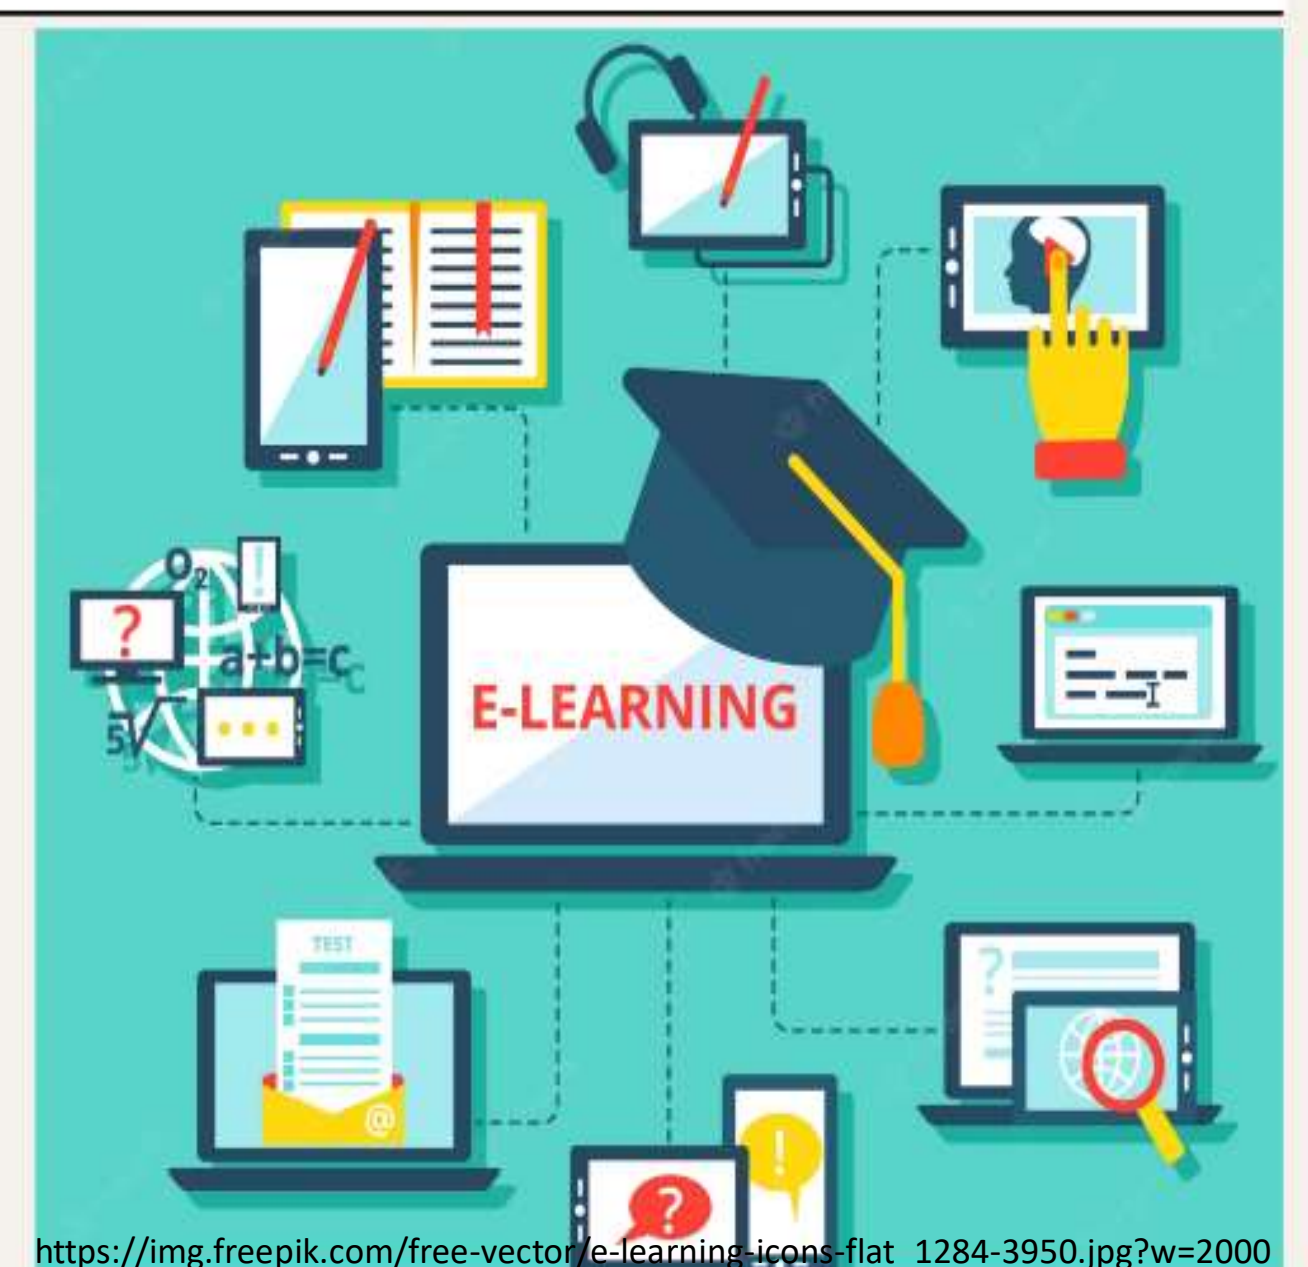 ?
O₂
!
a+b=c
5√
...
E-LEARNING
TEST
@
?
!
?
https://img.freepik.com/free-vector/e-learning-icons-flat_1284-3950.jpg?w=2000